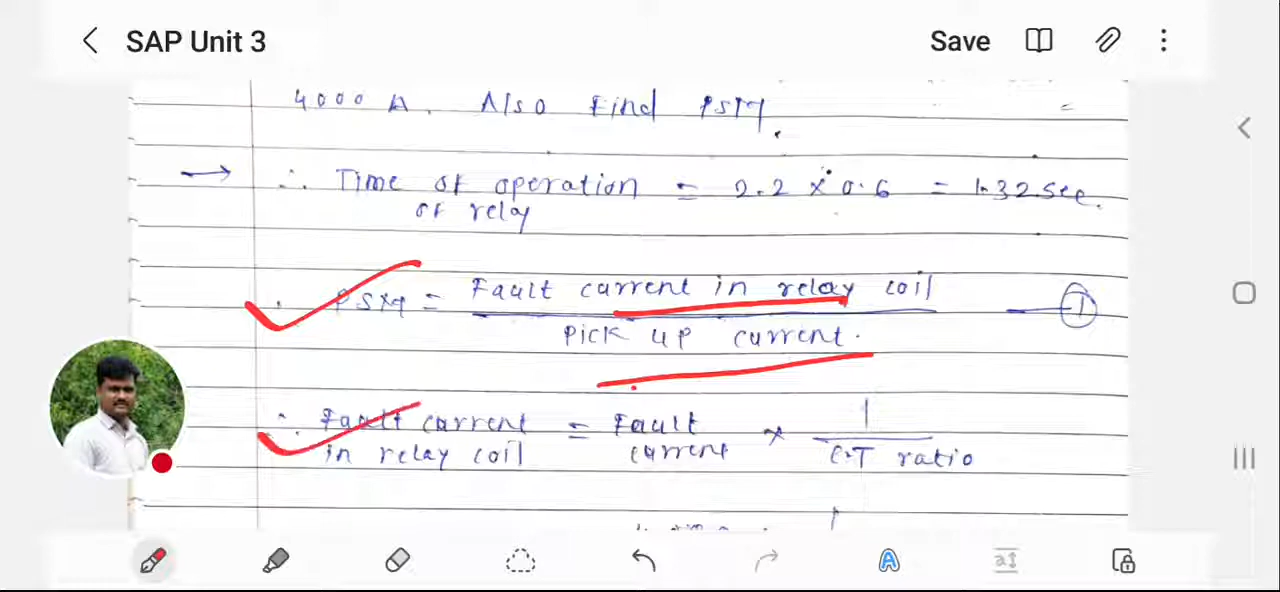 SAP Unit 3
Save
4000 A. Also Find PSM.
→ ∴ Time of operation = 2.2 × 0.6 = 1.32 sec.
of relay
∴ PSM = Fault current in relay coil ①
Pick up current.
∴ Fault current = Fault × 1
in relay coil current C.T ratio